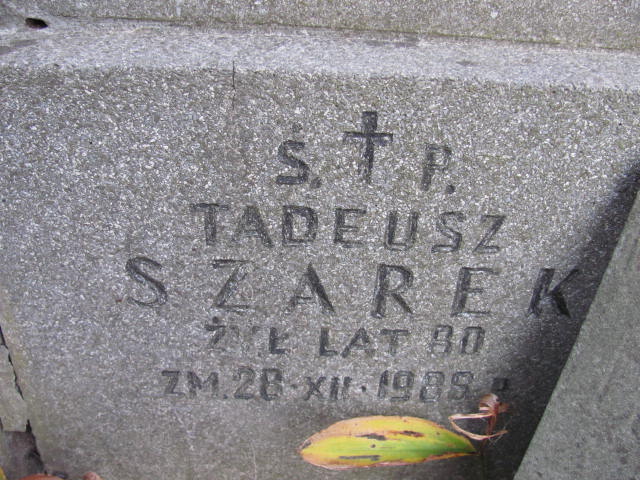 Ś. P.
TADEUSZ
SZAREK
ŻYŁ LAT 80
ZM. 28·XII·1988 R